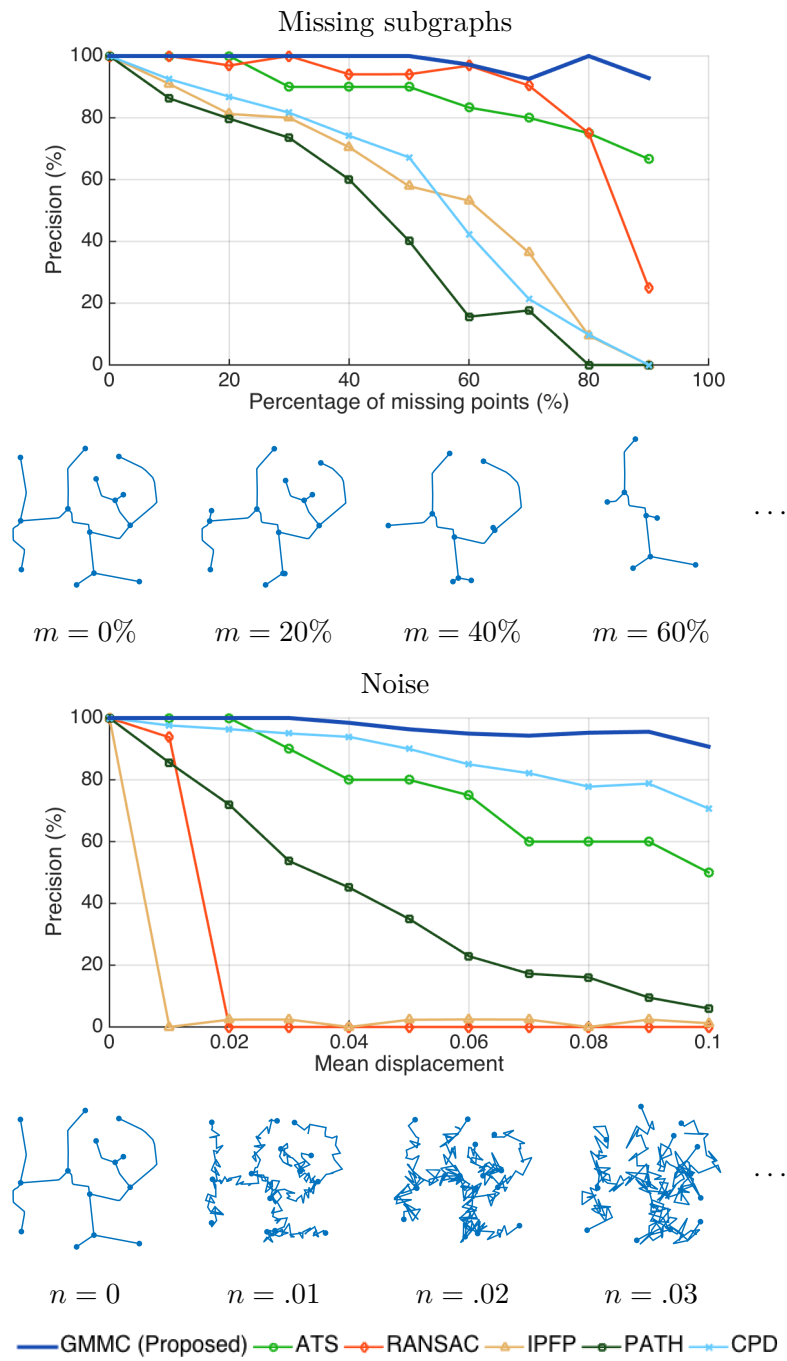 Missing subgraphs
100
80
60
40
20
0
Precision (%)
0 20 40 60 80 100
Percentage of missing points (%)
...
m = 0% m = 20% m = 40% m = 60%
Noise
100
80
60
40
20
0
Precision (%)
0 0.02 0.04 0.06 0.08 0.1
Mean displacement
...
n = 0 n = .01 n = .02 n = .03
GMMC (Proposed) ATS RANSAC IPFP PATH CPD